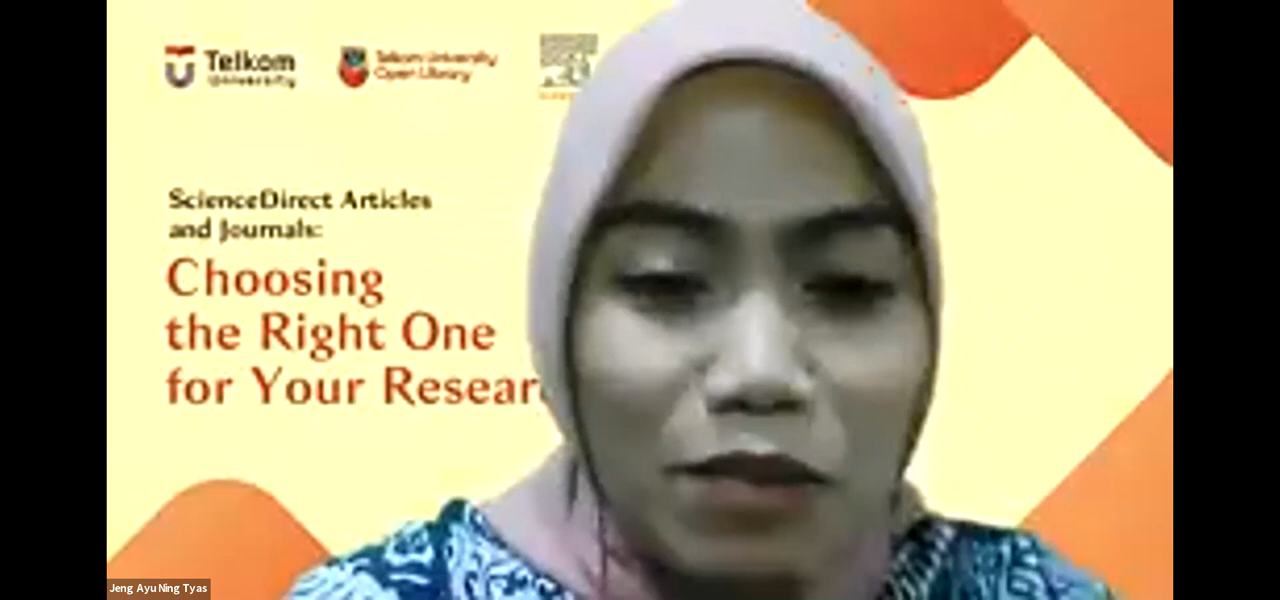 Telkom
University
Telkom University
Open Library
ScienceDirect Articles
and Journals:
Choosing
the Right One
for Your Resear
Jeng Ayu Ning Tyas